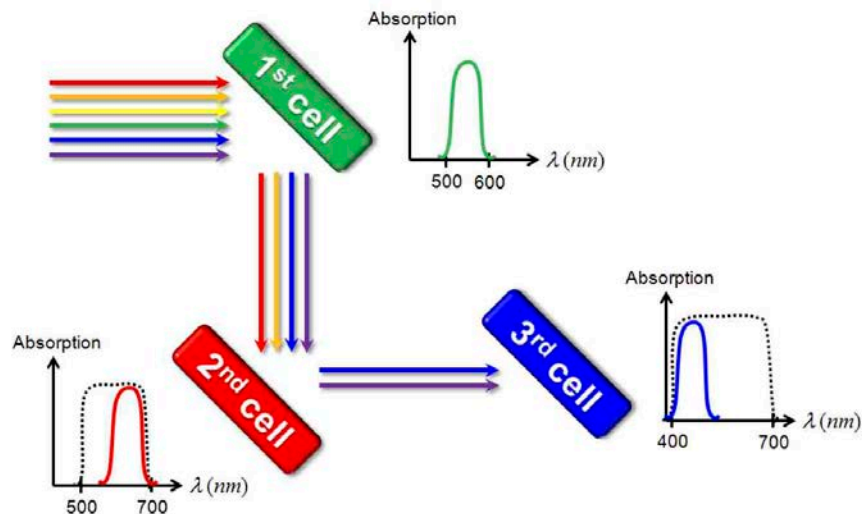 Absorption
1st cell
λ (nm)
500 600
Absorption
3rd cell
λ (nm)
400 700
Absorption
2nd cell
λ (nm)
500 700